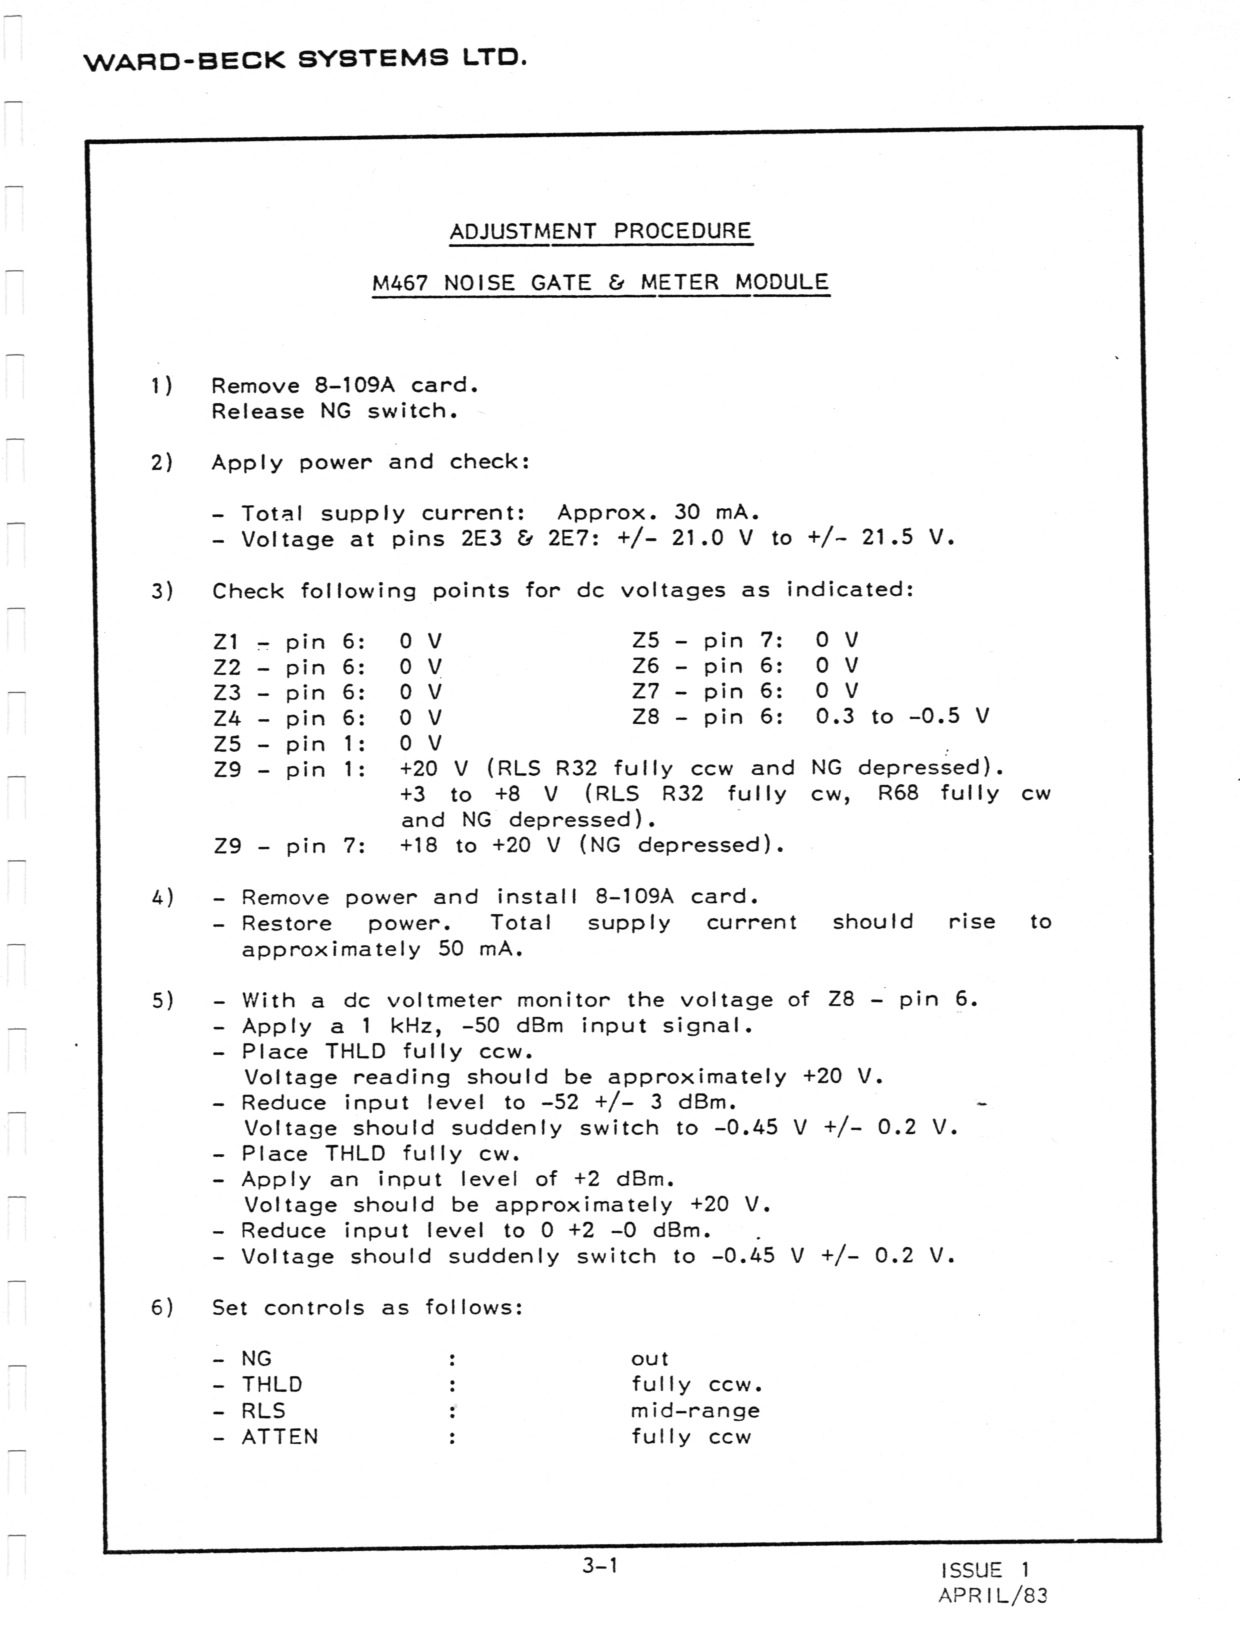 WARD-BECK SYSTEMS LTD.
ADJUSTMENT PROCEDURE
M467 NOISE GATE & METER MODULE
1) Remove 8-109A card.
Release NG switch.
2) Apply power and check:
- Total supply current: Approx. 30 mA.
- Voltage at pins 2E3 & 2E7: +/- 21.0 V to +/- 21.5 V.
3) Check following points for dc voltages as indicated:
Z1 - pin 6: 0 V Z5 - pin 7: 0 V
Z2 - pin 6: 0 V Z6 - pin 6: 0 V
Z3 - pin 6: 0 V Z7 - pin 6: 0 V
Z4 - pin 6: 0 V Z8 - pin 6: 0.3 to -0.5 V
Z5 - pin 1: 0 V
Z9 - pin 1: +20 V (RLS R32 fully ccw and NG depressed).
+3 to +8 V (RLS R32 fully cw, R68 fully cw
and NG depressed).
Z9 - pin 7: +18 to +20 V (NG depressed).
4) - Remove power and install 8-109A card.
- Restore power. Total supply current should rise to
approximately 50 mA.
5) - With a dc voltmeter monitor the voltage of Z8 - pin 6.
- Apply a 1 kHz, -50 dBm input signal.
- Place THLD fully ccw.
Voltage reading should be approximately +20 V.
- Reduce input level to -52 +/- 3 dBm.
Voltage should suddenly switch to -0.45 V +/- 0.2 V.
- Place THLD fully cw.
- Apply an input level of +2 dBm.
Voltage should be approximately +20 V.
- Reduce input level to 0 +2 -0 dBm.
- Voltage should suddenly switch to -0.45 V +/- 0.2 V.
6) Set controls as follows:
- NG : out
- THLD : fully ccw.
- RLS : mid-range
- ATTEN : fully ccw
3-1
ISSUE 1
APRIL/83